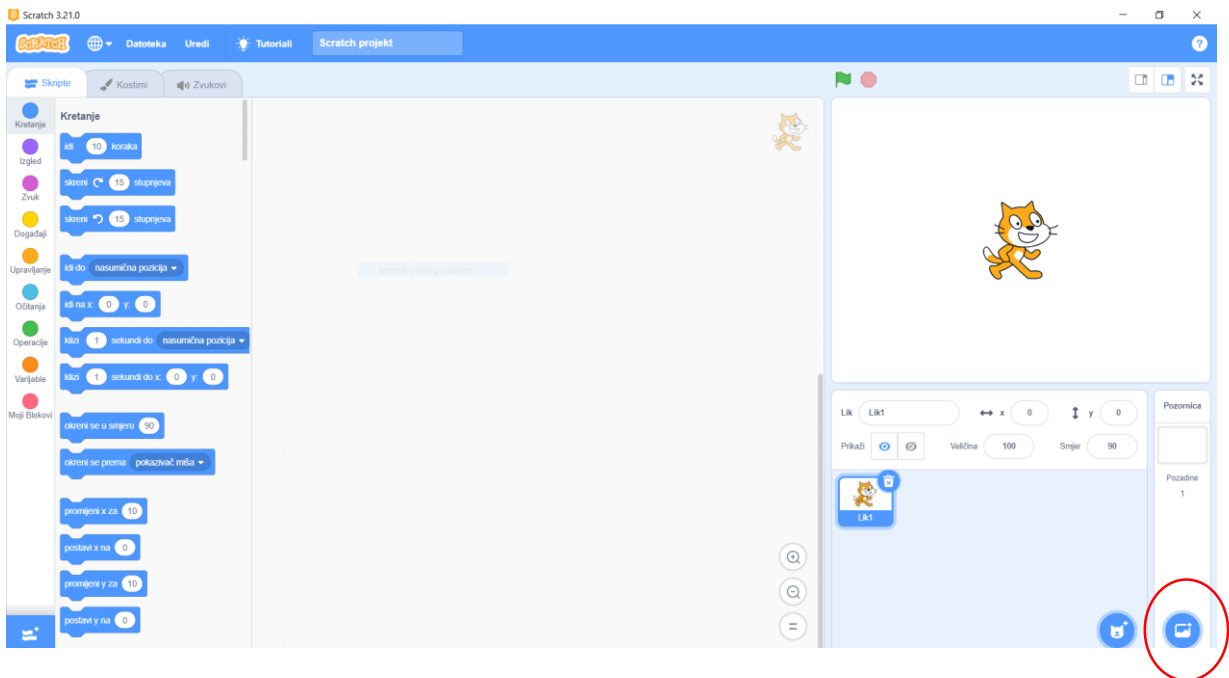 Scratch 3.21.0
SCRATCH Datoteka Uredi Tutoriali Scratch projekt ?
Skripte Kostimi Zvukovi
Kretanje
Izgled
Zvuk
Događaji
Upravljanje
Očitanja
Operacije
Varijable
Moji Blokovi
Kretanje
idi 10 koraka
skreni 15 stupnjeva
skreni 15 stupnjeva
idi do nasumična pozicija
idi na x: 0 y: 0
klizi 1 sekundi do nasumična pozicija
klizi 1 sekundi do x: 0 y: 0
okreni se u smjeru 90
okreni se prema pokazivač miša
promijeni x za 10
postavi x na 0
promijeni y za 10
postavi y na 0
Lik Lik1 x 0 y 0
Prikaži Veličina 100 Smjer 90
Lik1
Pozornica
Pozadine
1